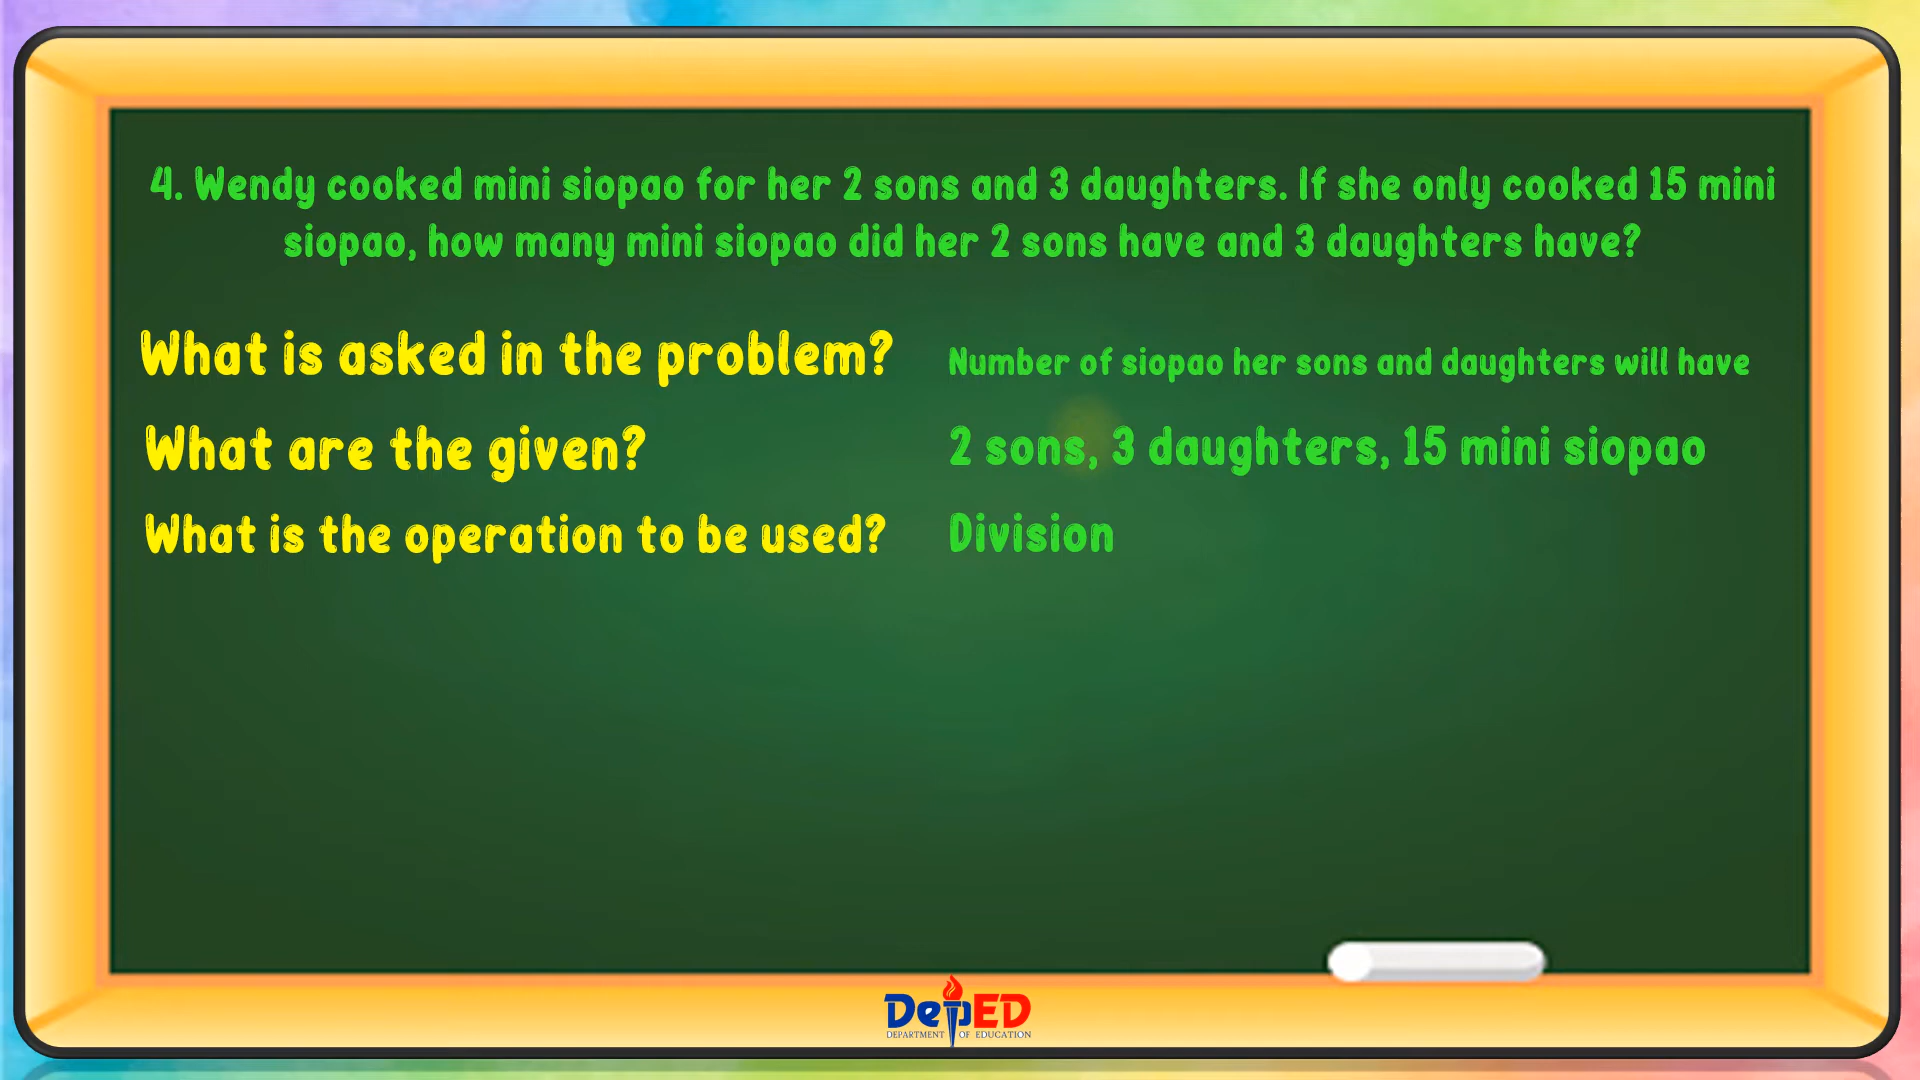 4. Wendy cooked mini siopao for her 2 sons and 3 daughters. If she only cooked 15 mini
siopao, how many mini siopao did her 2 sons have and 3 daughters have?
What is asked in the problem? Number of siopao her sons and daughters will have
What are the given? 2 sons, 3 daughters, 15 mini siopao
What is the operation to be used? Division
DepED
DEPARTMENT OF EDUCATION